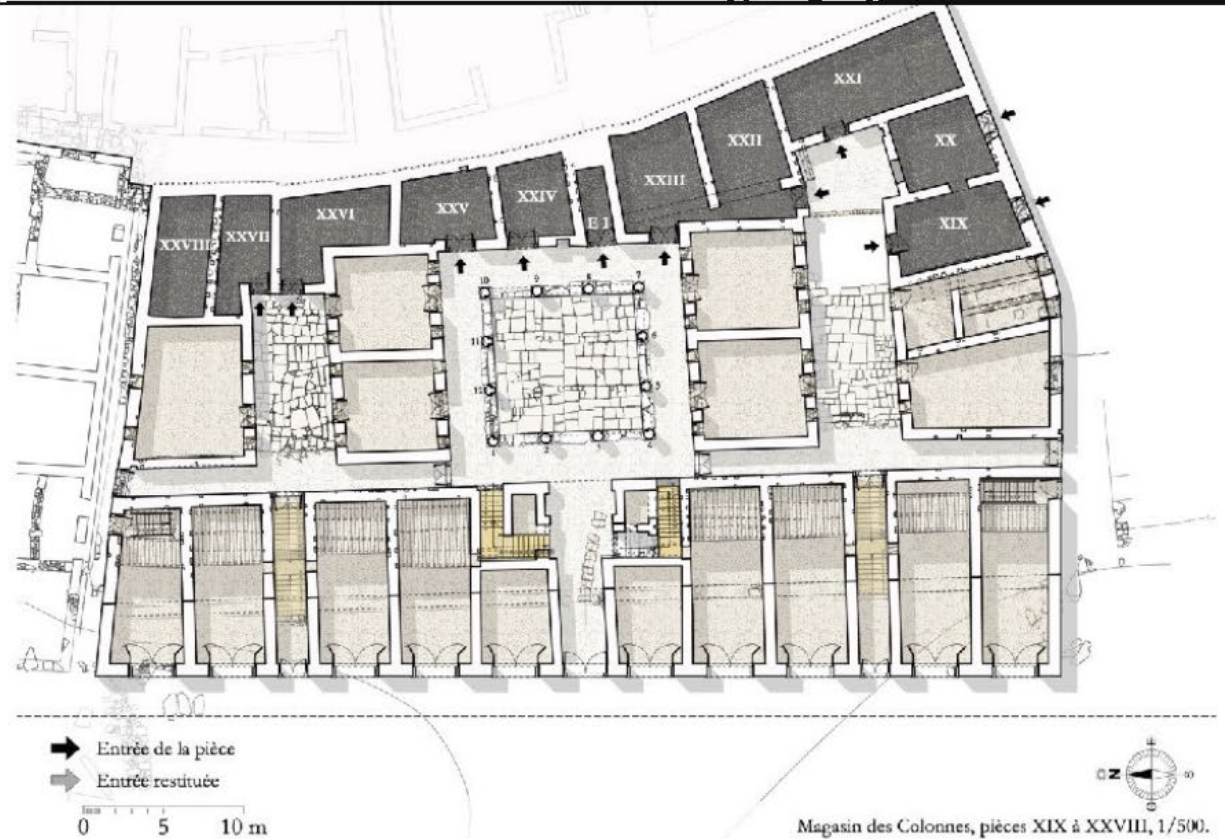 XXI
XX
XXII
XXIII
XIX
XXIV
E 1
XXV
XXVI
XXVII
XXVIII
10
9
8
7
11
6
12
5
1
2
3
4
Entrée de la pièce
Entrée restituée
0 5 10 m
N
E
S
O
Magasin des Colonnes, pièces XIX à XXVIII, 1/500.